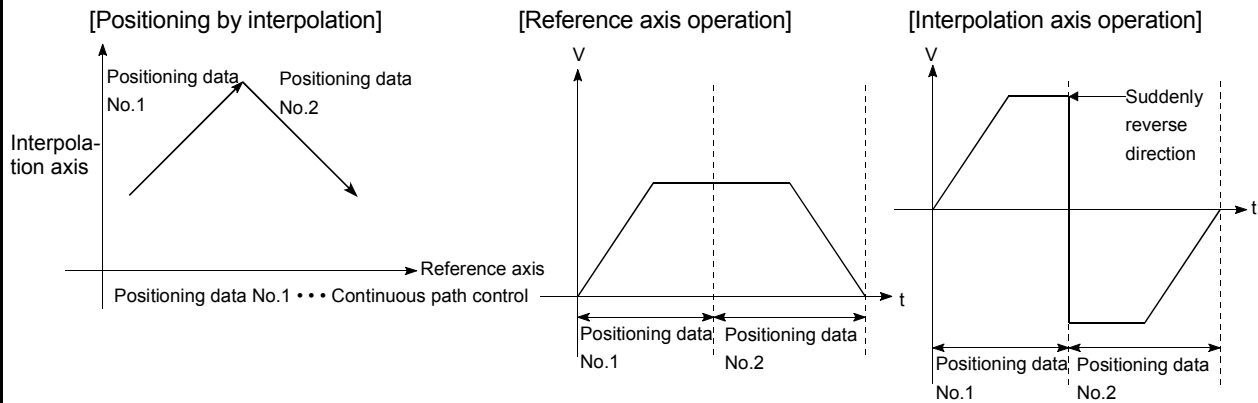 [Positioning by interpolation]
Positioning data
No.1
Positioning data
No.2
Interpola-
tion axis
Reference axis
Positioning data No.1 • • • Continuous path control
[Reference axis operation]
V
t
Positioning data
No.1
Positioning data
No.2
[Interpolation axis operation]
V
Suddenly
reverse
direction
t
Positioning data
No.1
Positioning data
No.2